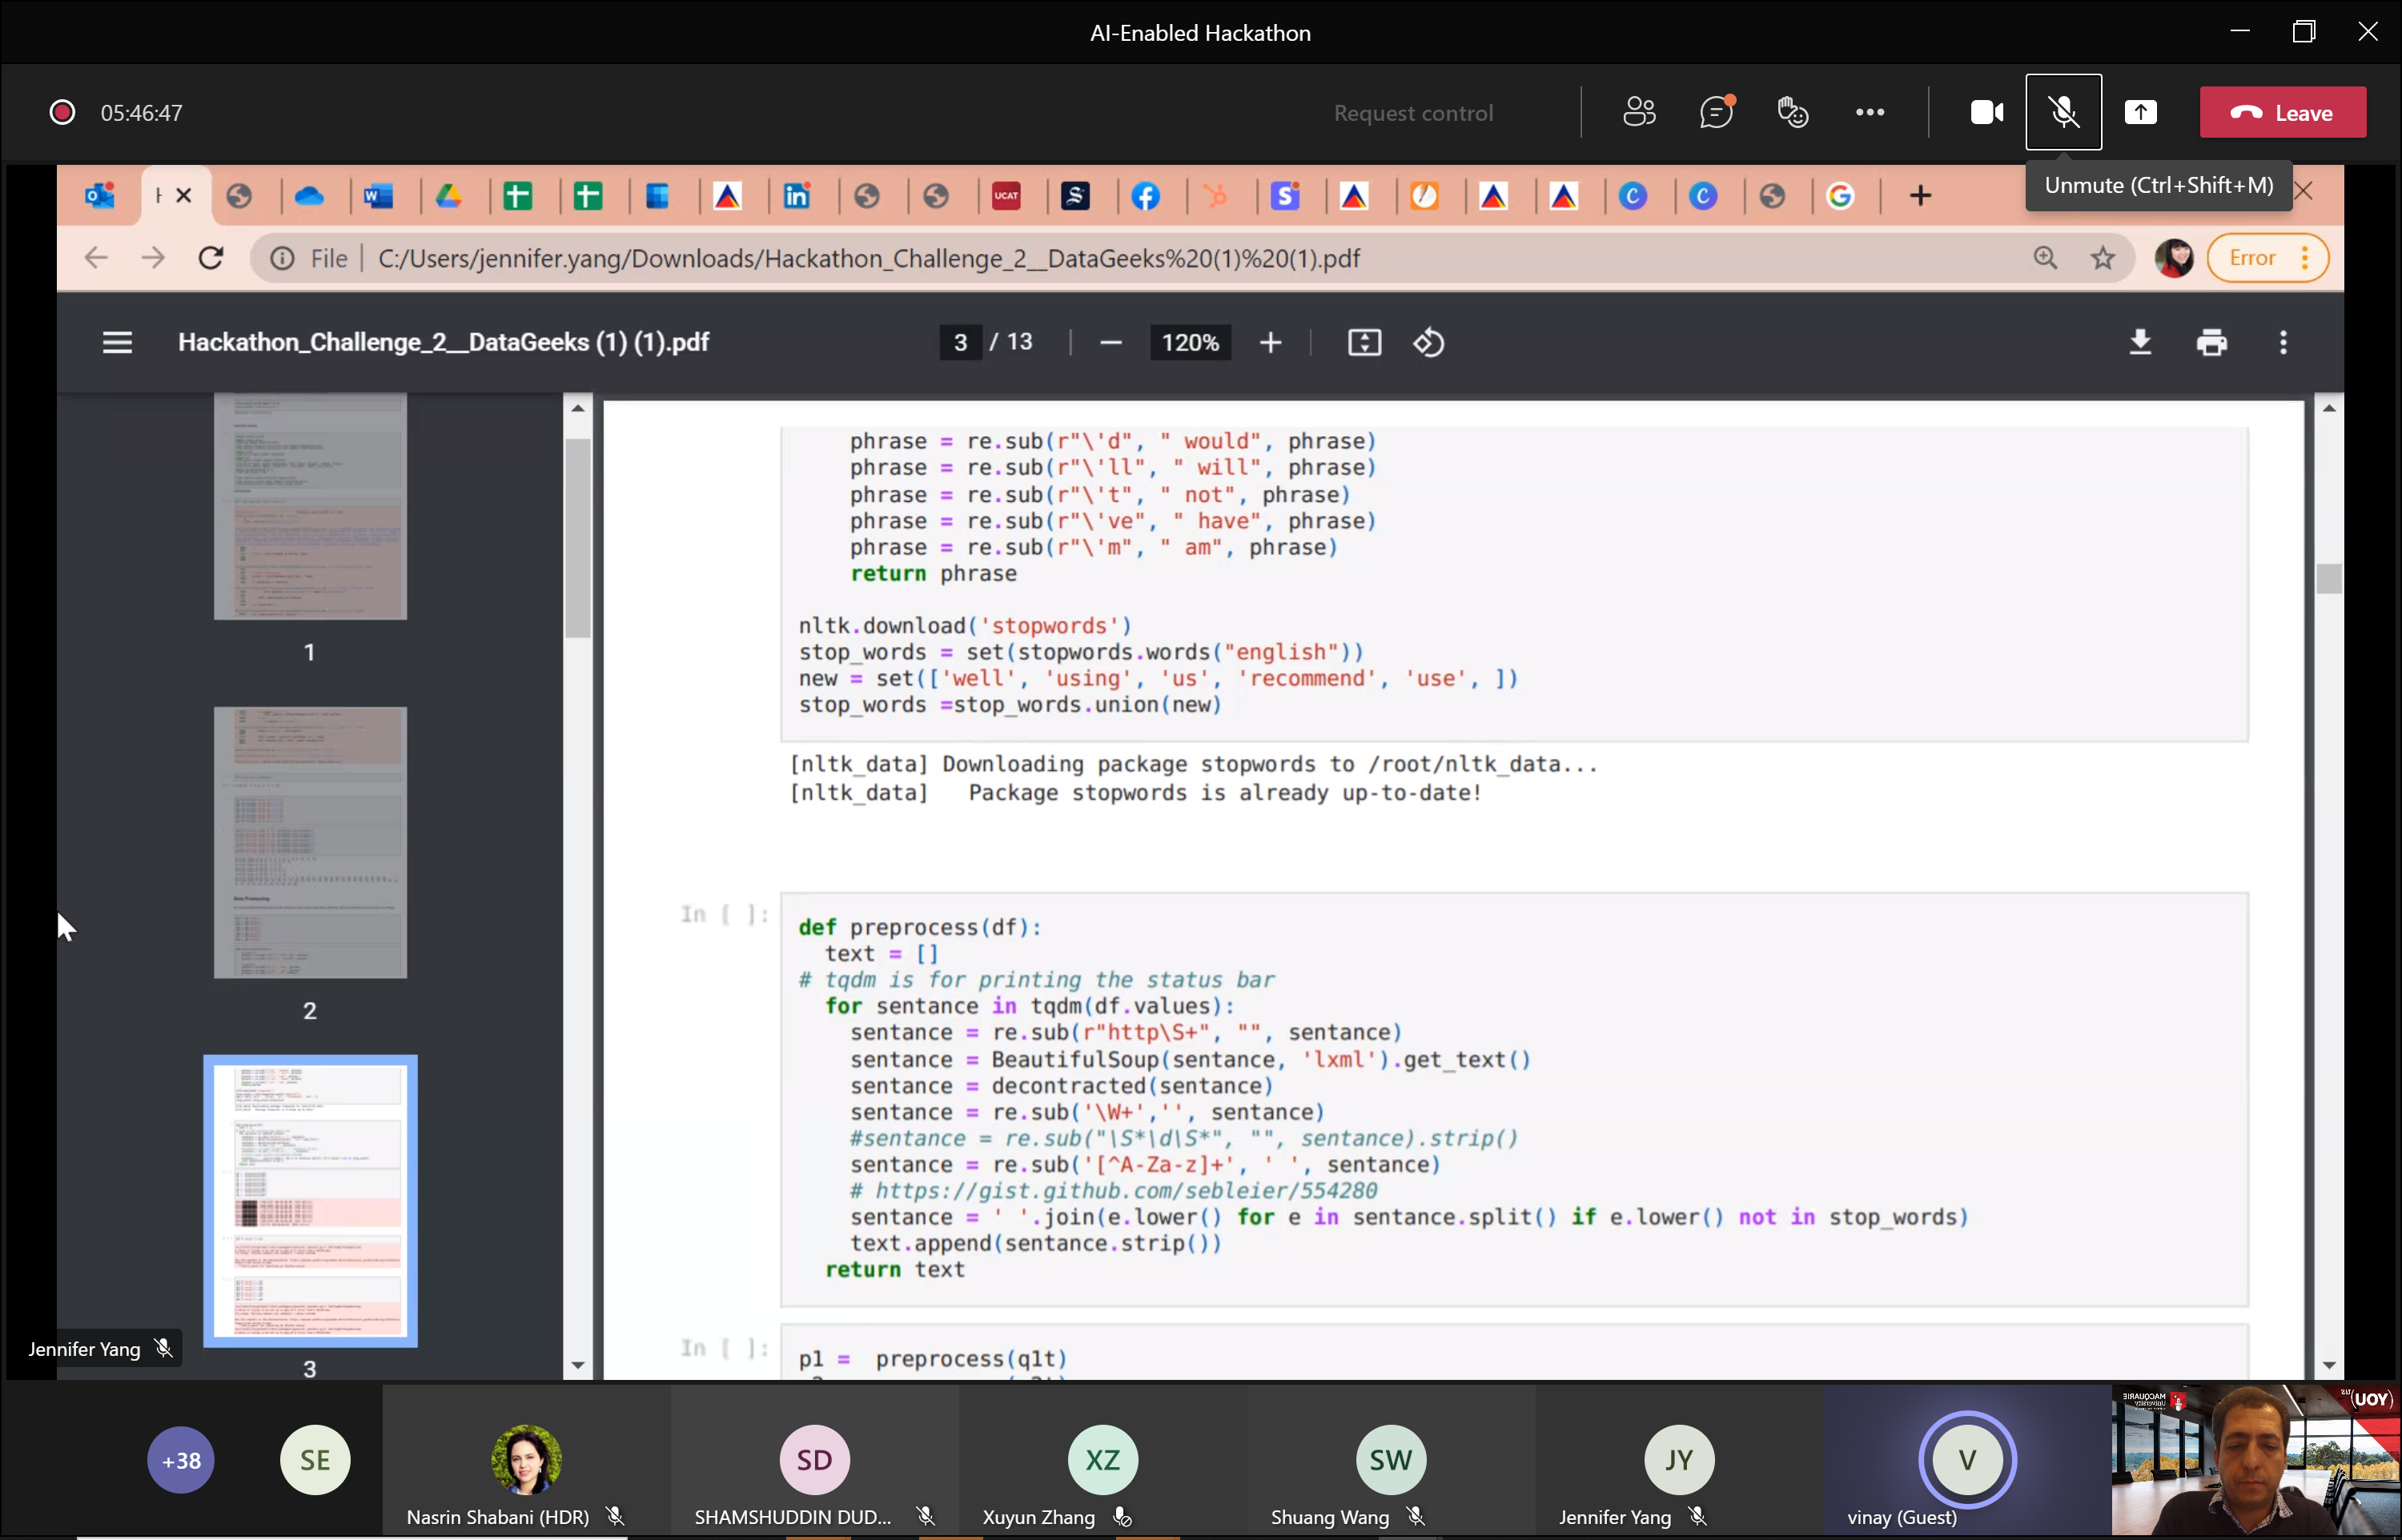 AI-Enabled Hackathon
05:46:47
Request control
Leave
Unmute (Ctrl+Shift+M)
UCAT
File
C:/Users/jennifer.yang/Downloads/Hackathon_Challenge_2__DataGeeks%20(1)%20(1).pdf
Error
Hackathon_Challenge_2__DataGeeks (1) (1).pdf
3 / 13
120%
1
2
3
phrase = re.sub(r"\'d", " would", phrase)
phrase = re.sub(r"\'ll", " will", phrase)
phrase = re.sub(r"\'t", " not", phrase)
phrase = re.sub(r"\'ve", " have", phrase)
phrase = re.sub(r"\'m", " am", phrase)
return phrase
nltk.download('stopwords')
stop_words = set(stopwords.words("english"))
new = set(['well', 'using', 'us', 'recommend', 'use', ])
stop_words =stop_words.union(new)
[nltk_data] Downloading package stopwords to /root/nltk_data...
[nltk_data]   Package stopwords is already up-to-date!
In [ ]:
def preprocess(df):
text = []
# tqdm is for printing the status bar
for sentance in tqdm(df.values):
sentance = re.sub(r"http\S+", "", sentance)
sentance = BeautifulSoup(sentance, 'lxml').get_text()
sentance = decontracted(sentance)
sentance = re.sub('\W+','', sentance)
#sentance = re.sub("\S*\d\S*", "", sentance).strip()
sentance = re.sub('[^A-Za-z]+', ' ', sentance)
# https://gist.github.com/sebleier/554280
sentance = ' '.join(e.lower() for e in sentance.split() if e.lower() not in stop_words)
text.append(sentance.strip())
return text
In [ ]:
p1 =  preprocess(q1t)
Jennifer Yang
+38
SE
Nasrin Shabani (HDR)
SD
SHAMSHUDDIN DUD...
XZ
Xuyun Zhang
SW
Shuang Wang
JY
Jennifer Yang
V
vinay (Guest)
MACQUARIE
YOU